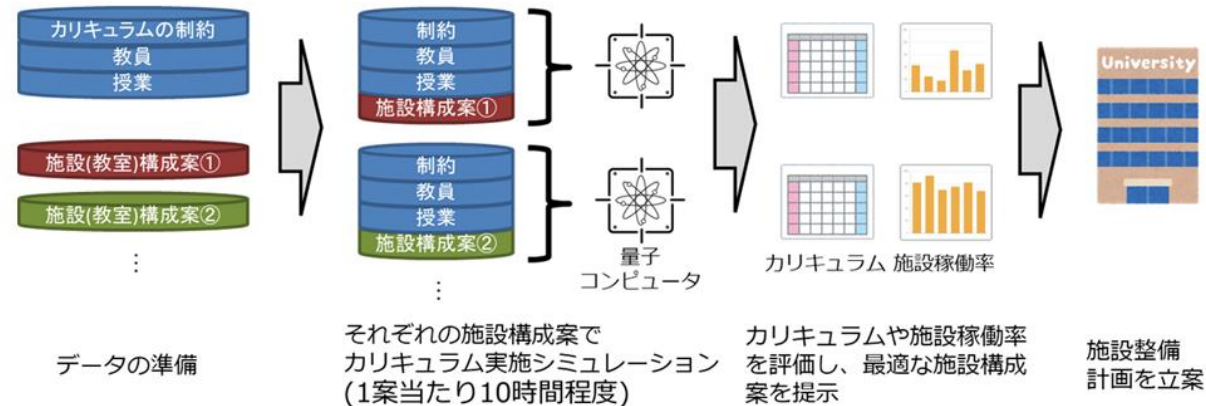 カリキュラムの制約
教員
授業
施設(教室)構成案①
施設(教室)構成案②
⋮
データの準備
制約
教員
授業
施設構成案①
制約
教員
授業
施設構成案②
⋮
量子
コンピュータ
それぞれの施設構成案で
カリキュラム実施シミュレーション
(1案当たり10時間程度)
カリキュラム 施設稼働率
カリキュラムや施設稼働率
を評価し、最適な施設構成
案を提示
University
施設整備
計画を立案